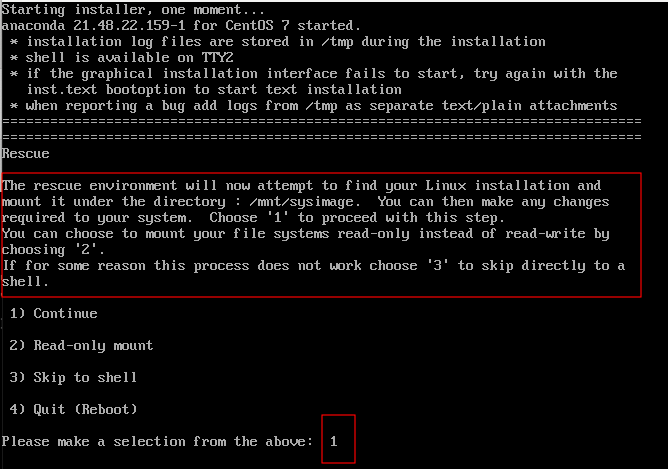 Starting installer, one moment...
anaconda 21.48.22.159-1 for CentOS 7 started.
* installation log files are stored in /tmp during the installation
* shell is available on TTY2
* if the graphical installation interface fails to start, try again with the
inst.text bootoption to start text installation
* when reporting a bug add logs from /tmp as separate text/plain attachments
================================================================================
================================================================================
Rescue
The rescue environment will now attempt to find your Linux installation and
mount it under the directory : /mnt/sysimage.  You can then make any changes
required to your system.  Choose '1' to proceed with this step.
You can choose to mount your file systems read-only instead of read-write by
choosing '2'.
If for some reason this process does not work choose '3' to skip directly to a
shell.
1) Continue
2) Read-only mount
3) Skip to shell
4) Quit (Reboot)
Please make a selection from the above:  1